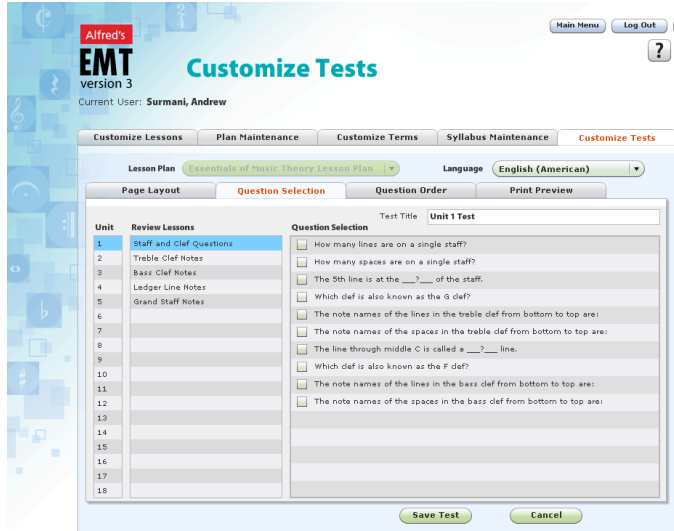 Main Menu Log Out
Alfred's
EMT
version 3
?
Customize Tests
Current User: Surmani, Andrew
Customize Lessons Plan Maintenance Customize Terms Syllabus Maintenance Customize Tests
Lesson Plan Essentials of Music Theory Lesson Plan Language English (American)
Page Layout Question Selection Question Order Print Preview
Test Title Unit 1 Test
Unit Review Lessons Question Selection
1 Staff and Clef Questions How many lines are on a single staff?
2 Treble Clef Notes How many spaces are on a single staff?
3 Bass Clef Notes The 5th line is at the ___?___ of the staff.
4 Ledger Line Notes Which clef is also known as the G clef?
5 Grand Staff Notes The note names of the lines in the treble clef from bottom to top are:
6 The note names of the spaces in the treble clef from bottom to top are:
7 The line through middle C is called a ___?___ line.
8 Which clef is also known as the F clef?
9 The note names of the lines in the bass clef from bottom to top are:
10 The note names of the spaces in the bass clef from bottom to top are:
11
12
13
14
15
16
17
18
Save Test Cancel